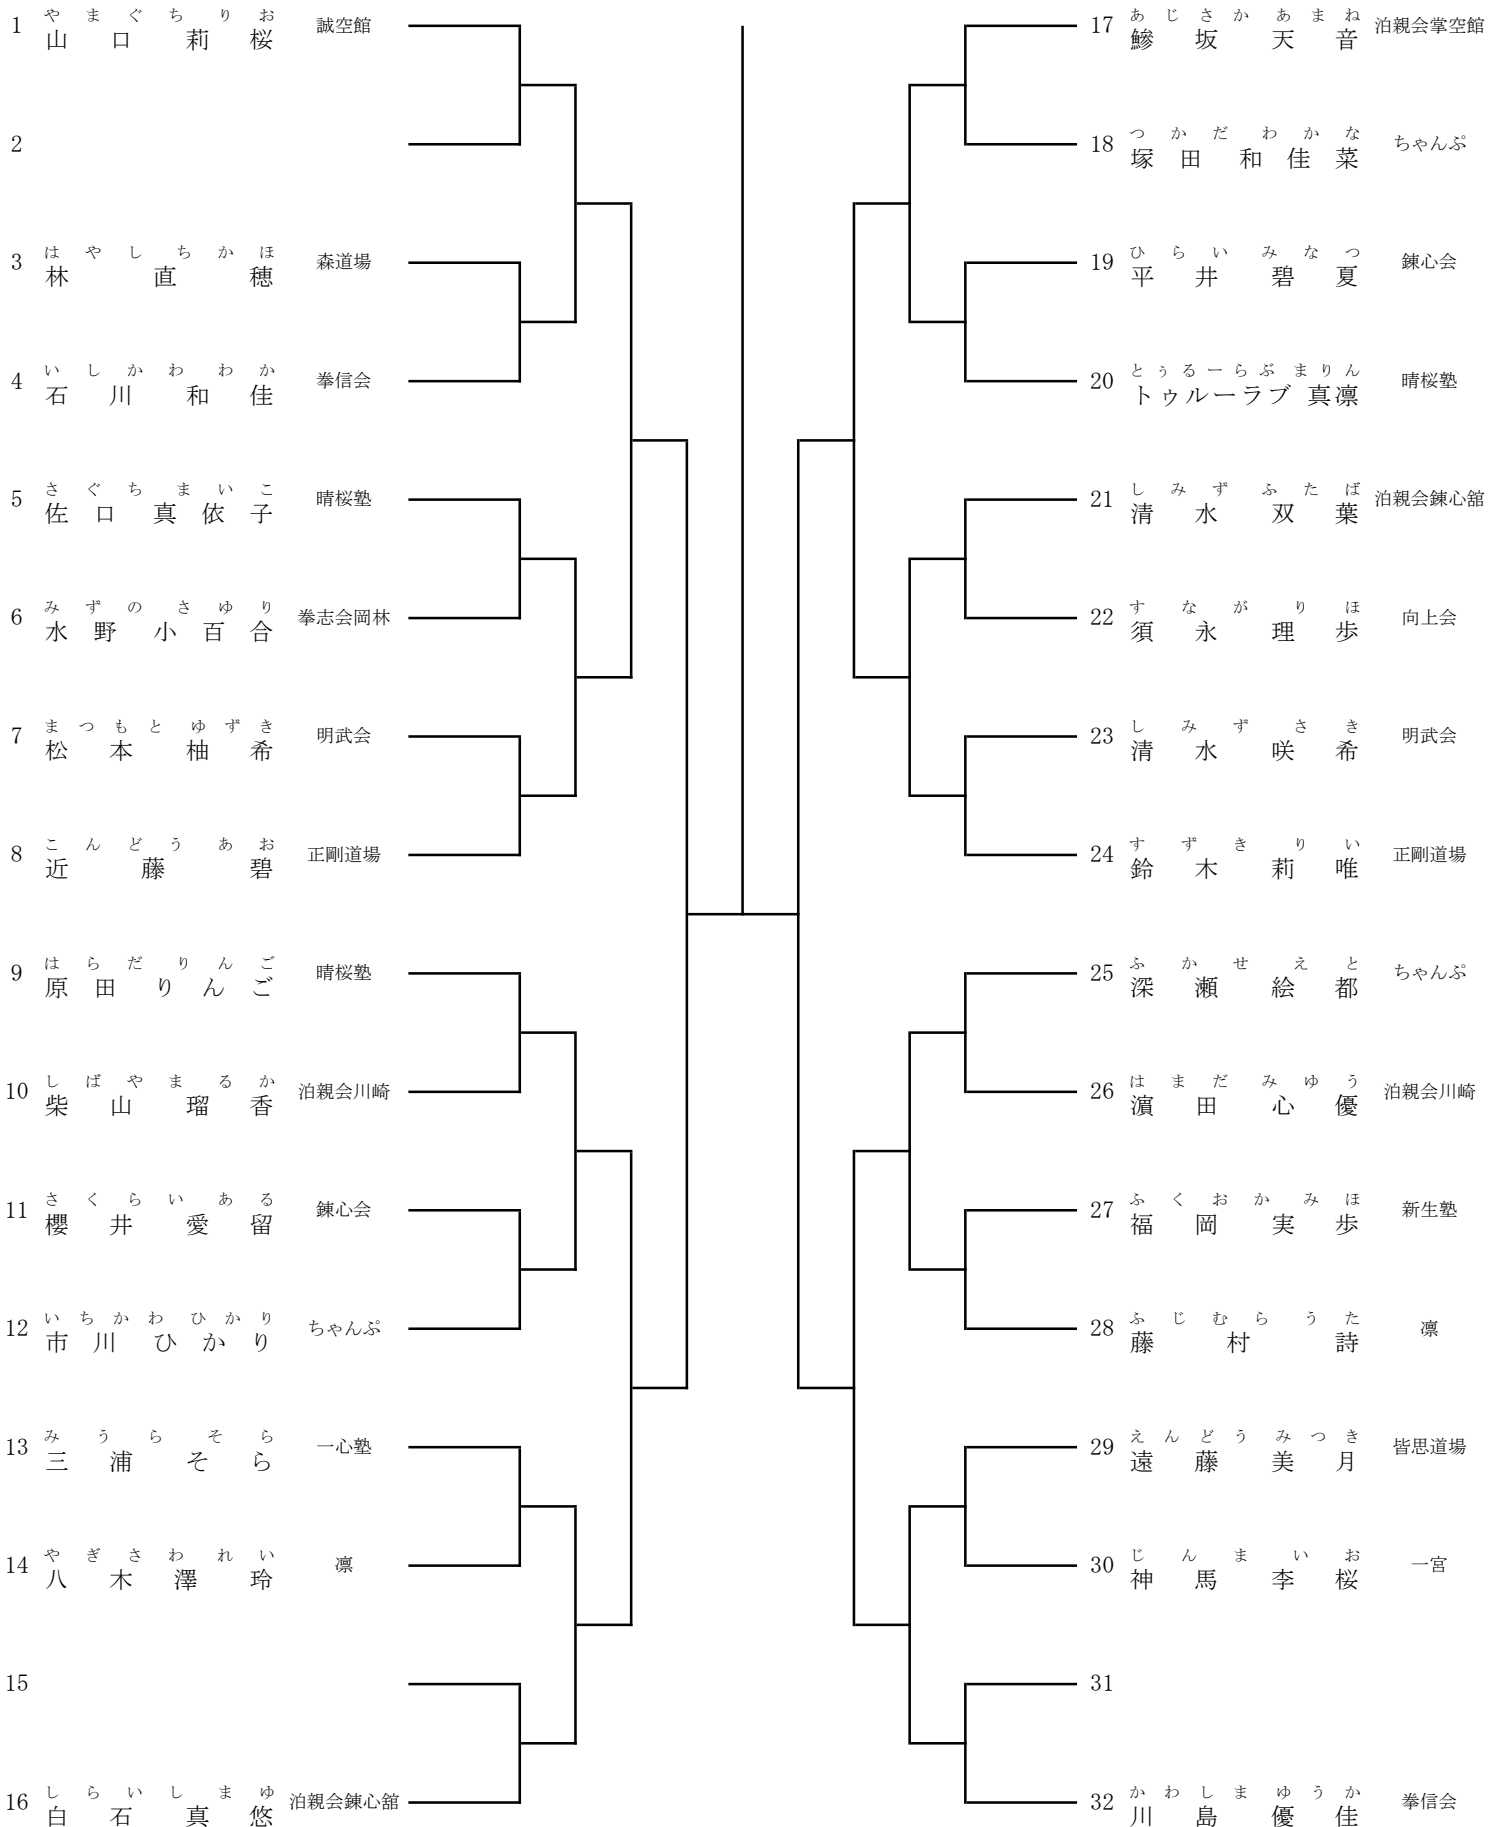 やまぐちりお
1 山口莉桜 誠空館
2
はやしちかほ
3 林直穂 森道場
いしかわわか
4 石川和佳 拳信会
さぐちまいこ
5 佐口真依子 晴桜塾
みずのさゆり
6 水野小百合 拳志会岡林
まつもとゆずき
7 松本柚希 明武会
こんどうあお
8 近藤碧 正剛道場
はらだりんご
9 原田りんご 晴桜塾
しばやまるか
10 柴山瑠香 泊親会川崎
さくらいある
11 櫻井愛留 錬心会
いちかわひかり
12 市川ひかり ちゃんぷ
みうらそら
13 三浦そら 一心塾
やぎさわれい
14 八木澤玲 凛
15
しらいしまゆ
16 白石真悠 泊親会錬心舘
あじさかあまね
17 鰺坂天音 泊親会掌空館
つかだわかな
18 塚田和佳菜 ちゃんぷ
ひらいみなつ
19 平井碧夏 錬心会
とぅるーらぶ まりん
20 トゥルーラブ 真凛 晴桜塾
しみずふたば
21 清水双葉 泊親会錬心舘
すながりほ
22 須永理歩 向上会
しみずさき
23 清水咲希 明武会
すずきりい
24 鈴木莉唯 正剛道場
ふかせえと
25 深瀬絵都 ちゃんぷ
はまだみゆう
26 濵田心優 泊親会川崎
ふくおかみほ
27 福岡実歩 新生塾
ふじむらうた
28 藤村詩 凛
えんどうみつき
29 遠藤美月 皆思道場
じんまいお
30 神馬李桜 一宮
31
かわしまゆうか
32 川島優佳 拳信会